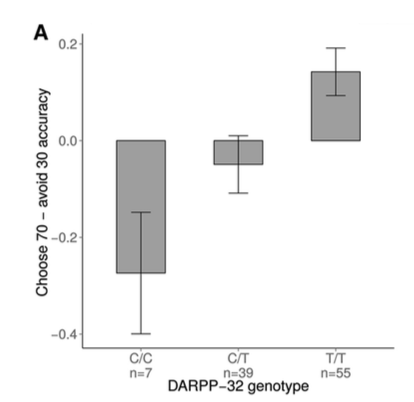 A
Choose 70 − avoid 30 accuracy
0.2
0.0
−0.2
−0.4
C/C C/T T/T
n=7 n=39 n=55
DARPP−32 genotype